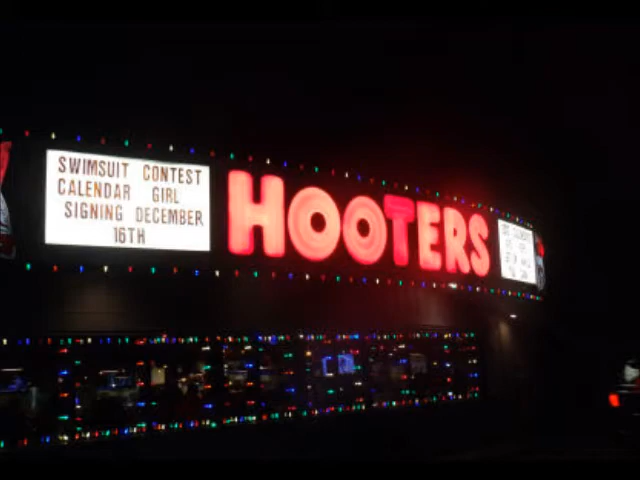 SWIMSUIT CONTEST
CALENDAR GIRL
SIGNING DECEMBER
16TH
HOOTERS